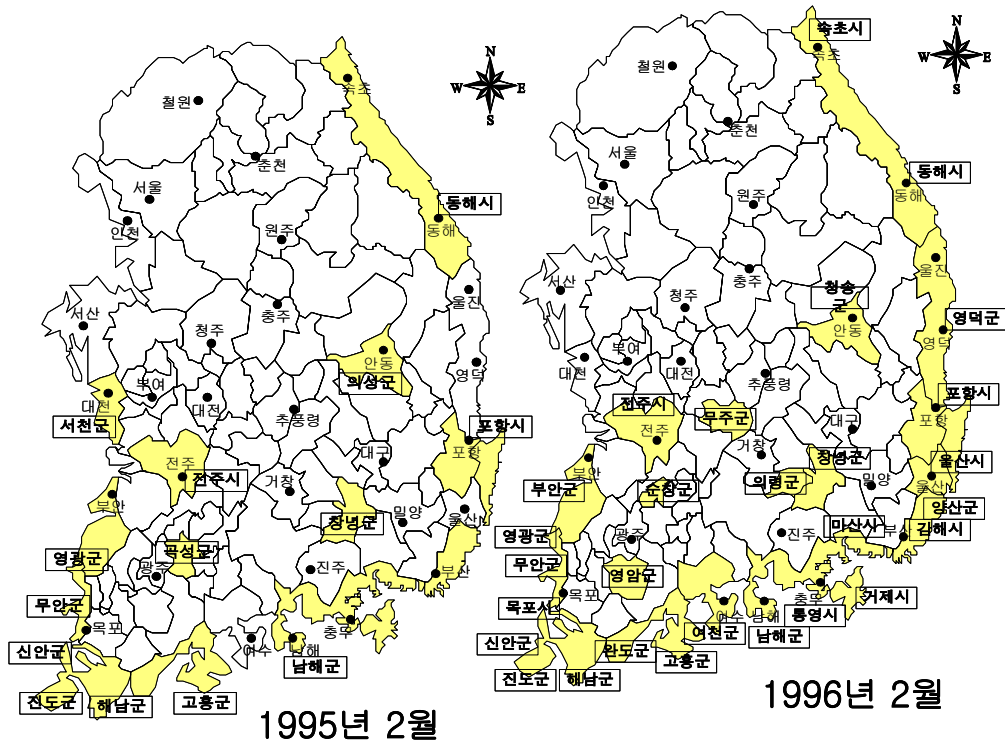 N
W E
S
속초
철원
춘천
서울
동해시
인천
원주
동해
울진
서산
충주
청주
영덕
안동
부여
의성군
대천
대전
추풍령
서천군
포항시
대구
포항
전주
전주시
거창
부안
창녕군
밀양
울산
영광군
곡성군
광주
진주
부산
무안군
목포
충무
신안군
여수
남해
남해군
진도군
해남군
고흥군
1995년 2월
N
W E
S
속초시
속초
철원
춘천
서울
동해시
인천
원주
동해
울진
충주
청송
군
서산
청주
안동
영덕군
영덕
부여
대천
대전
추풍령
포항시
전주시
무주군
포항
전주
대구
거창
창녕군
부안
울산시
의령군
밀양
울산
부안군
순창군
양산군
마산시
김해시
영광군
광주
진주
부산
무안군
영암군
목포
거제시
목포시
충무
여수
남해
통영시
여천군
남해군
신안군
완도군
고흥군
진도군
해남군
1996년 2월